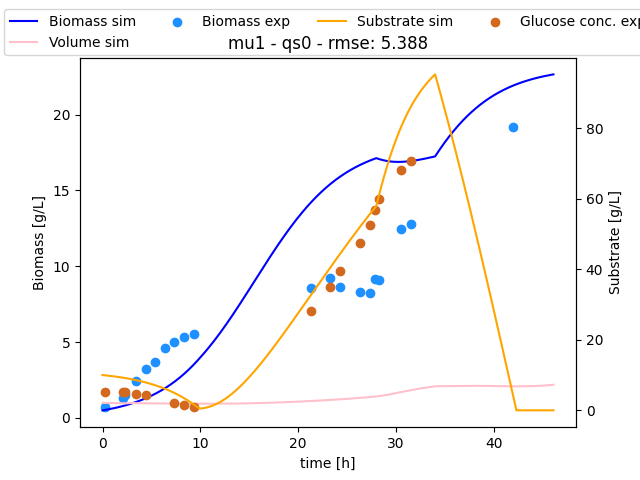 Biomass sim Biomass exp Substrate sim Glucose conc. exp
Volume sim
mu1 - qs0 - rmse: 5.388
Biomass [g/L]
20
15
10
5
0
80
60
40
20
0
Substrate [g/L]
0 10 20 30 40
time [h]